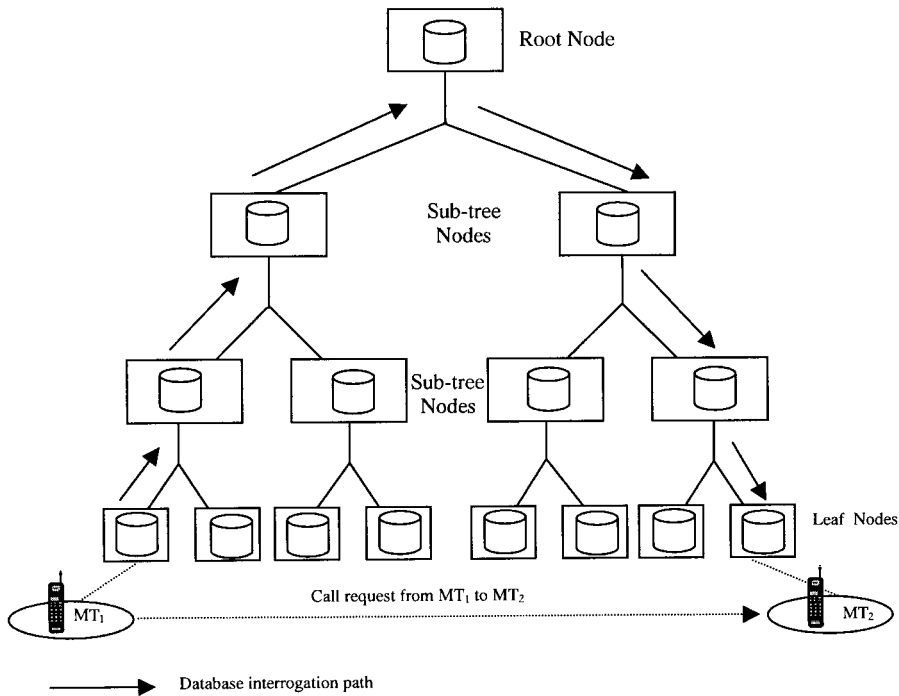 Root Node
Sub-tree
Nodes
Sub-tree
Nodes
Leaf Nodes
MT₁
Call request from MT₁ to MT₂
MT₂
Database interrogation path